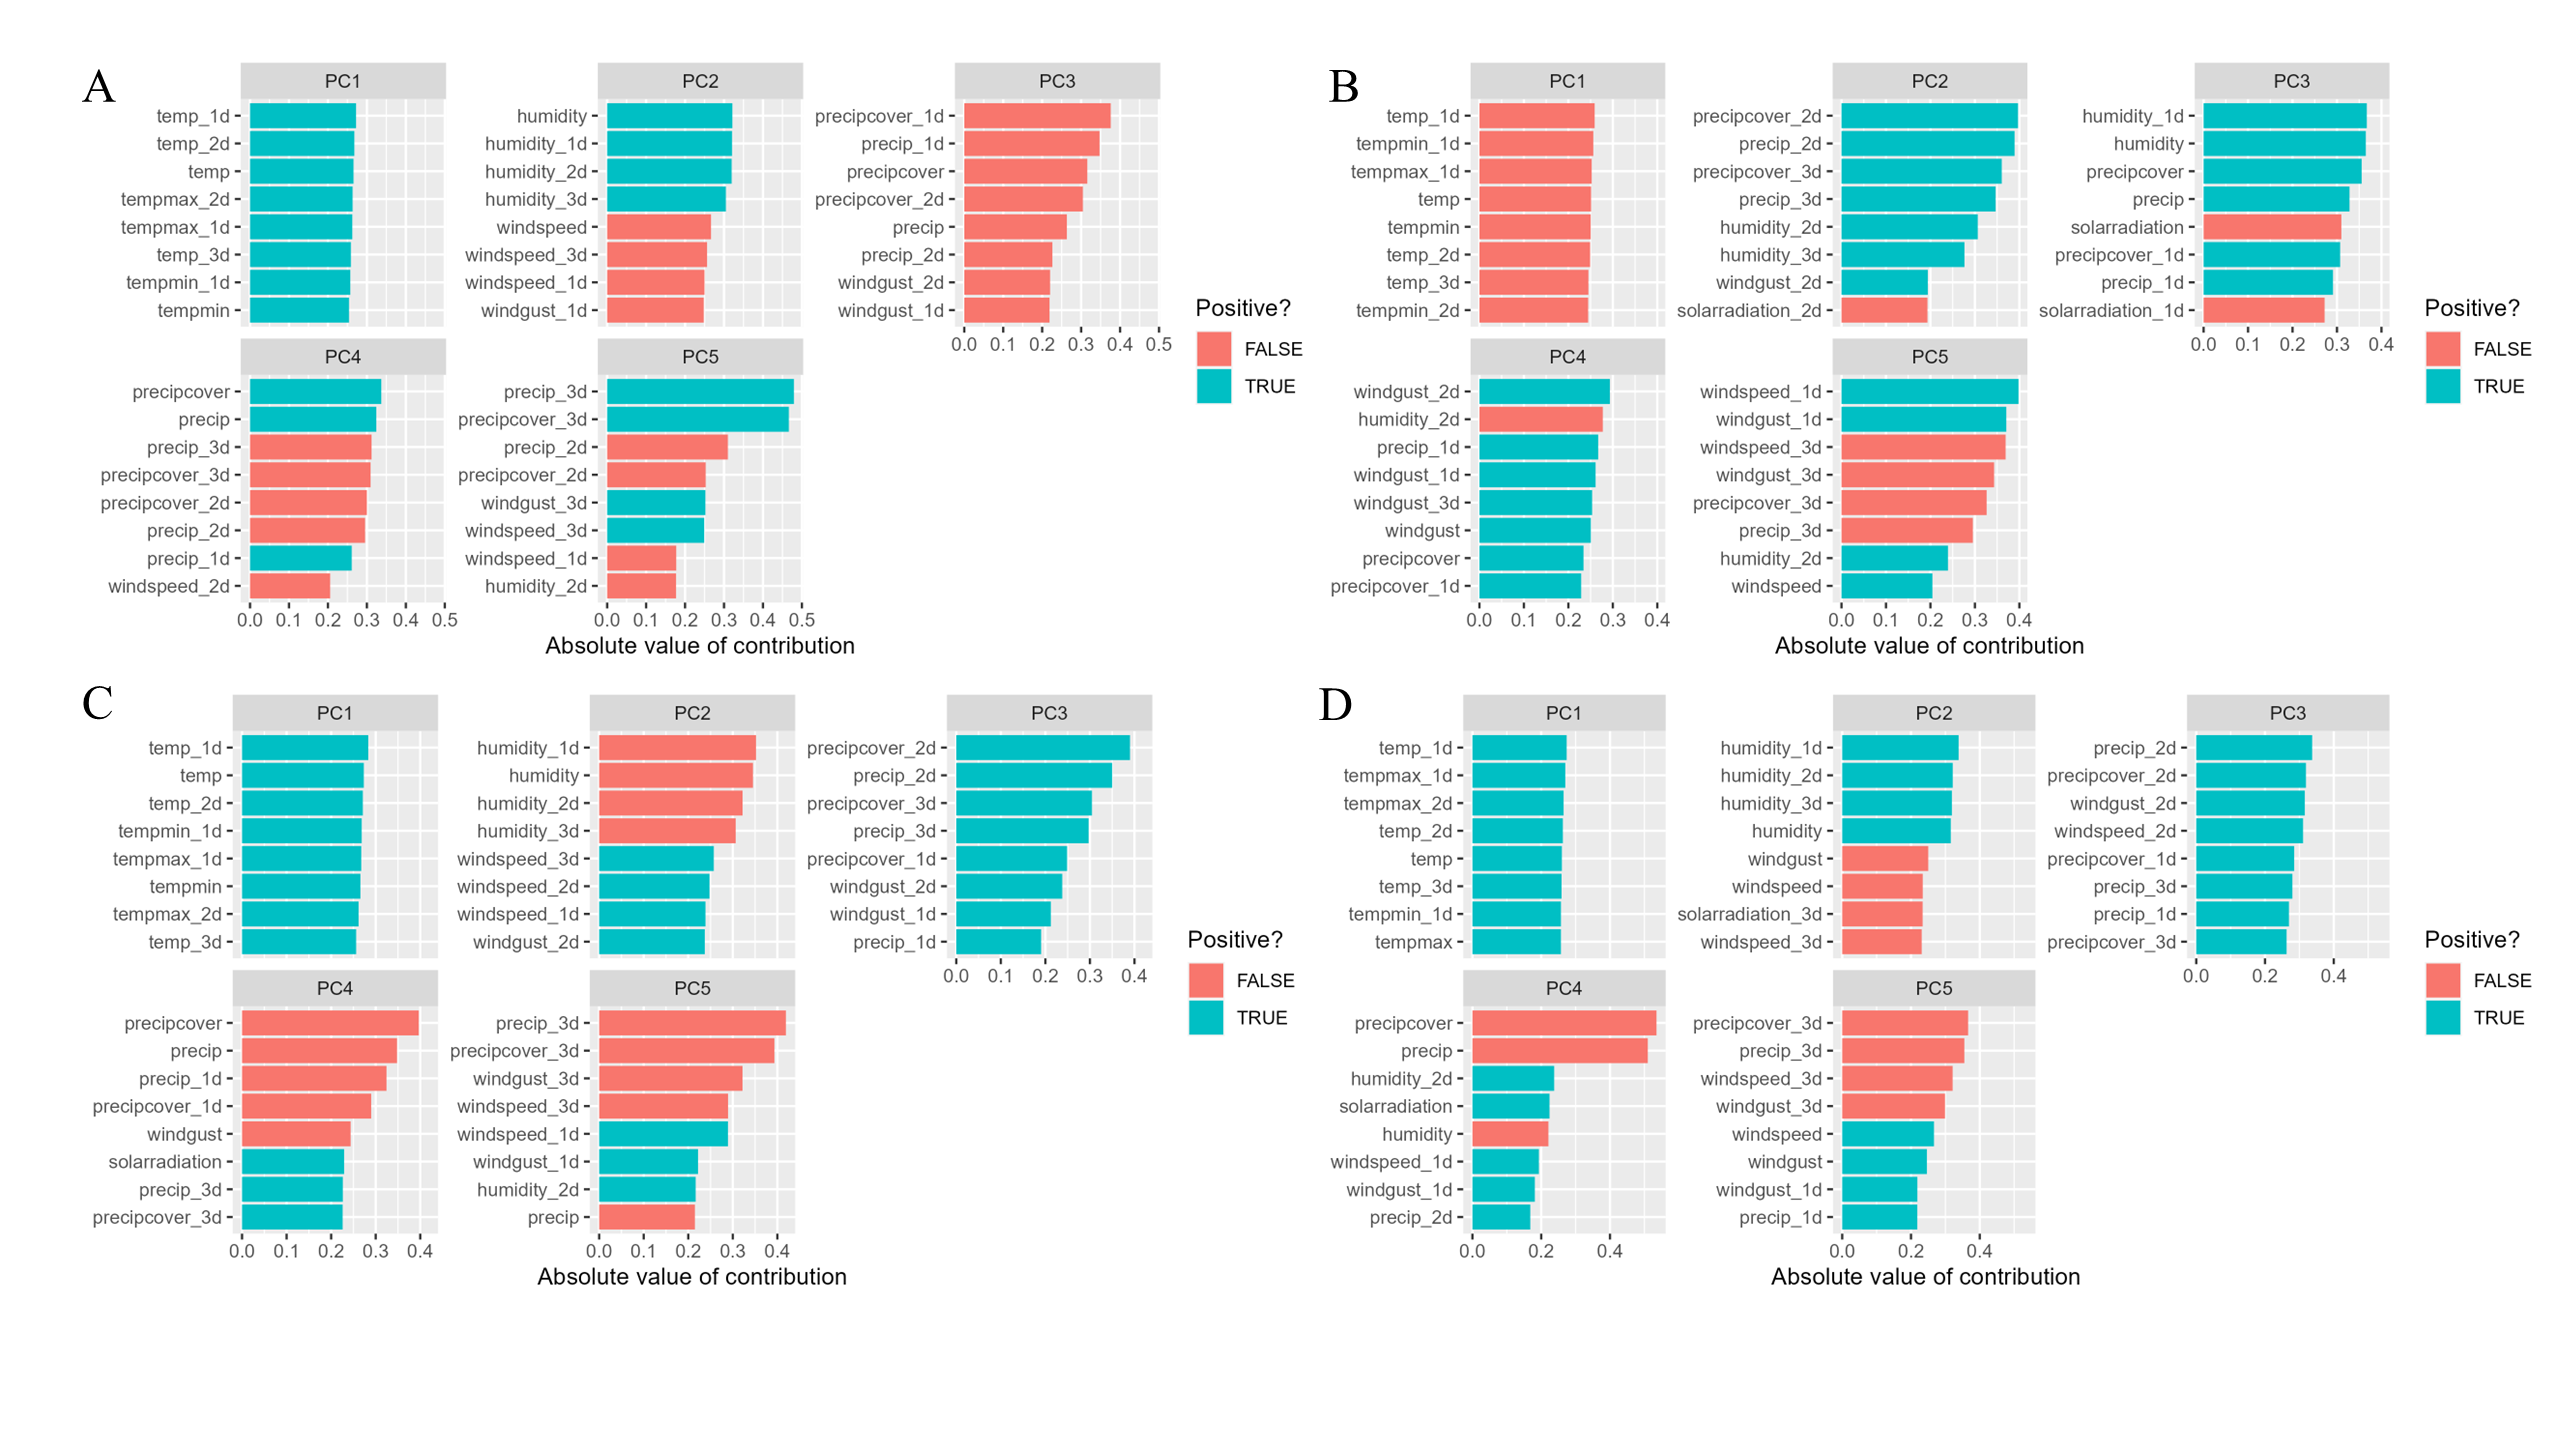 A
PC1
temp_1d
temp_2d
temp
tempmax_2d
tempmax_1d
temp_3d
tempmin_1d
tempmin
PC2
humidity
humidity_1d
humidity_2d
humidity_3d
windspeed
windspeed_3d
windspeed_1d
windgust_1d
PC3
precipcover_1d
precip_1d
precipcover
precipcover_2d
precip
precip_2d
windgust_2d
windgust_1d
0.0 0.1 0.2 0.3 0.4 0.5
PC4
precipcover
precip
precip_3d
precipcover_3d
precipcover_2d
precip_2d
precip_1d
windspeed_2d
0.0 0.1 0.2 0.3 0.4 0.5
PC5
precip_3d
precipcover_3d
precip_2d
precipcover_2d
windgust_3d
windspeed_3d
windspeed_1d
humidity_2d
0.0 0.1 0.2 0.3 0.4 0.5
Absolute value of contribution
Positive?
FALSE
TRUE
B
PC1
temp_1d
tempmin_1d
tempmax_1d
temp
tempmin
temp_2d
temp_3d
tempmin_2d
PC2
precipcover_2d
precip_2d
precipcover_3d
precip_3d
humidity_2d
humidity_3d
windgust_2d
solarradiation_2d
PC3
humidity_1d
humidity
precipcover
precip
solarradiation
precipcover_1d
precip_1d
solarradiation_1d
0.0 0.1 0.2 0.3 0.4
PC4
windgust_2d
humidity_2d
precip_1d
windgust_1d
windgust_3d
windgust
precipcover
precipcover_1d
0.0 0.1 0.2 0.3 0.4
PC5
windspeed_1d
windgust_1d
windspeed_3d
windgust_3d
precipcover_3d
precip_3d
humidity_2d
windspeed
0.0 0.1 0.2 0.3 0.4
Absolute value of contribution
Positive?
FALSE
TRUE
C
PC1
temp_1d
temp
temp_2d
tempmin_1d
tempmax_1d
tempmin
tempmax_2d
temp_3d
PC2
humidity_1d
humidity
humidity_2d
humidity_3d
windspeed_3d
windspeed_2d
windspeed_1d
windgust_2d
PC3
precipcover_2d
precip_2d
precipcover_3d
precip_3d
precipcover_1d
windgust_2d
windgust_1d
precip_1d
0.0 0.1 0.2 0.3 0.4
PC4
precipcover
precip
precip_1d
precipcover_1d
windgust
solarradiation
precip_3d
precipcover_3d
0.0 0.1 0.2 0.3 0.4
PC5
precip_3d
precipcover_3d
windgust_3d
windspeed_3d
windspeed_1d
windgust_1d
humidity_2d
precip
0.0 0.1 0.2 0.3 0.4
Absolute value of contribution
Positive?
FALSE
TRUE
D
PC1
temp_1d
tempmax_1d
tempmax_2d
temp_2d
temp
temp_3d
tempmin_1d
tempmax
PC2
humidity_1d
humidity_2d
humidity_3d
humidity
windgust
windspeed
solarradiation_3d
windspeed_3d
PC3
precip_2d
precipcover_2d
windgust_2d
windspeed_2d
precipcover_1d
precip_3d
precip_1d
precipcover_3d
0.0 0.2 0.4
PC4
precipcover
precip
humidity_2d
solarradiation
humidity
windspeed_1d
windgust_1d
precip_2d
0.0 0.2 0.4
PC5
precipcover_3d
precip_3d
windspeed_3d
windgust_3d
windspeed
windgust
windgust_1d
precip_1d
0.0 0.2 0.4
Absolute value of contribution
Positive?
FALSE
TRUE